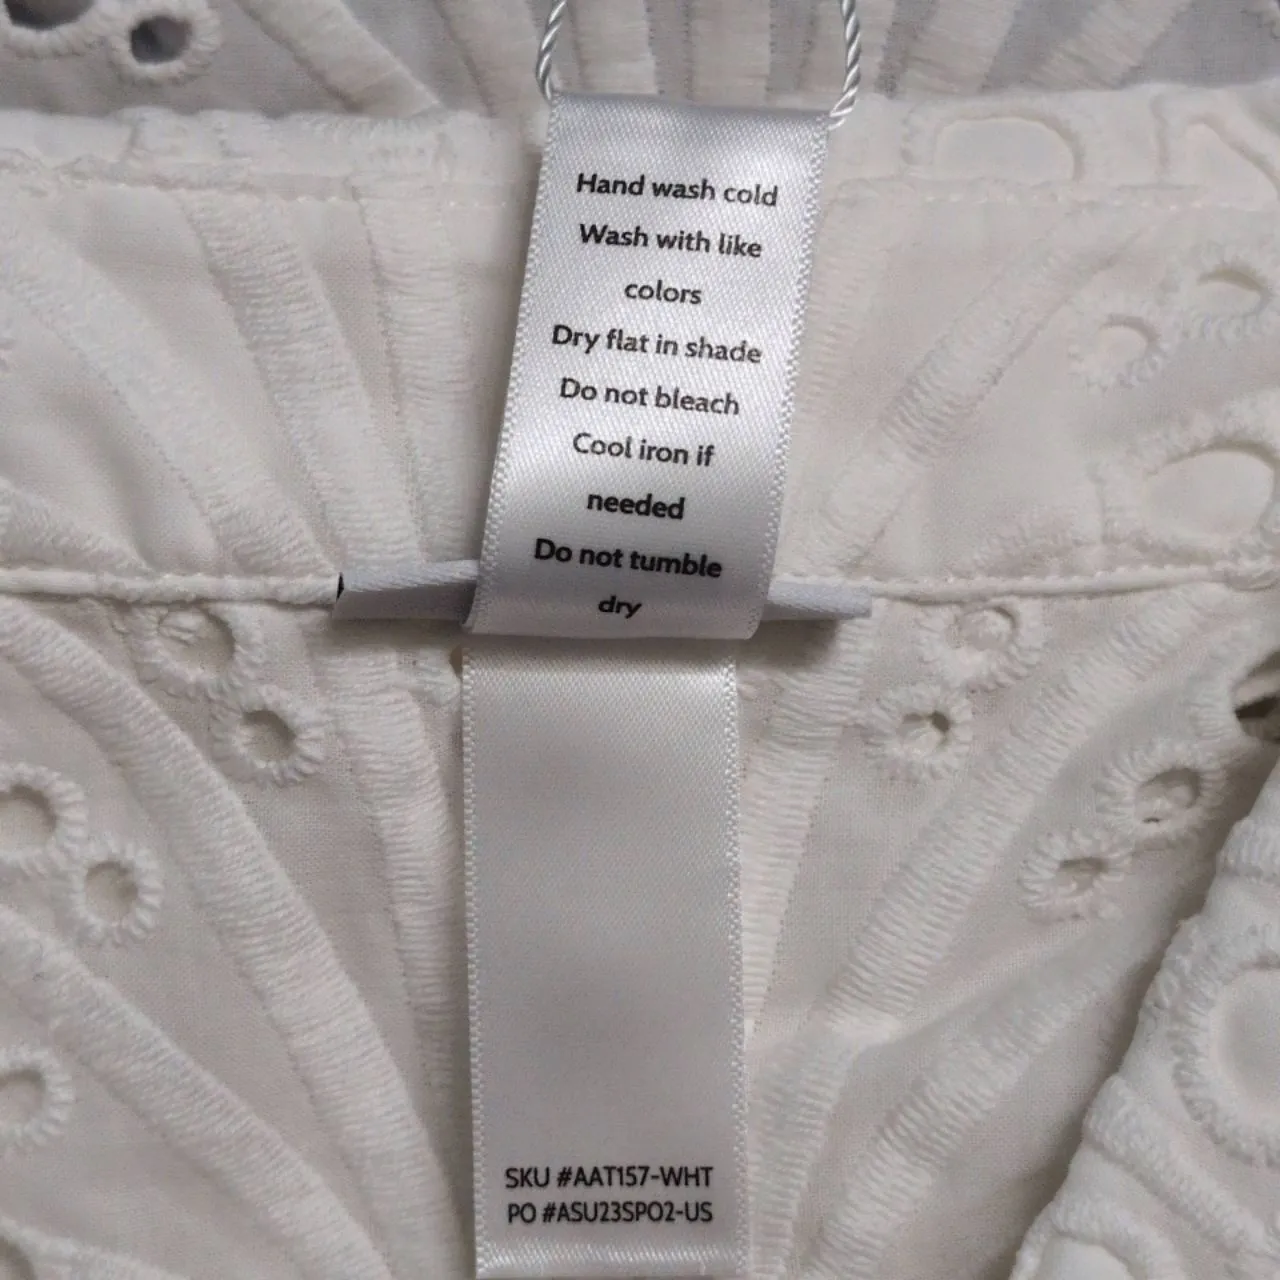 Hand wash cold
Wash with like
colors
Dry flat in shade
Do not bleach
Cool iron if
needed
Do not tumble
dry
SKU #AAT157-WHT
PO #ASU23SPO2-US